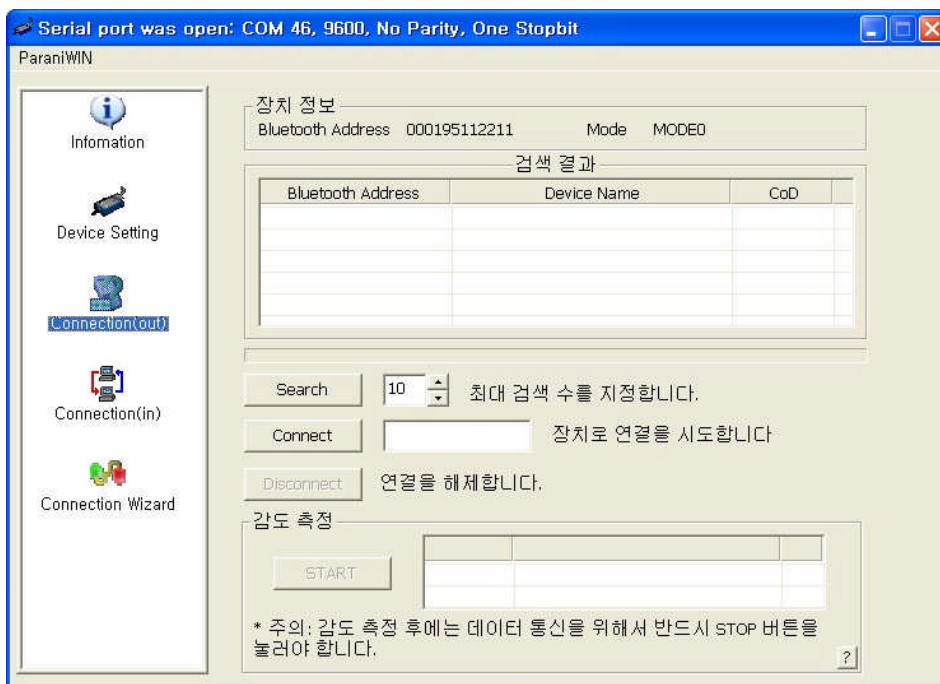 Serial port was open: COM 46, 9600, No Parity, One Stopbit
ParaniWIN
Infomation
Device Setting
Connection(out)
Connection(in)
Connection Wizard
장치 정보
Bluetooth Address 000195112211 Mode MODE0
검색 결과
Bluetooth Address Device Name CoD
Search 10 최대 검색 수를 지정합니다.
Connect 장치로 연결을 시도합니다
Disconnect 연결을 해제합니다.
감도 측정
START
* 주의: 감도 측정 후에는 데이터 통신을 위해서 반드시 STOP 버튼을
눌러야 합니다.
?